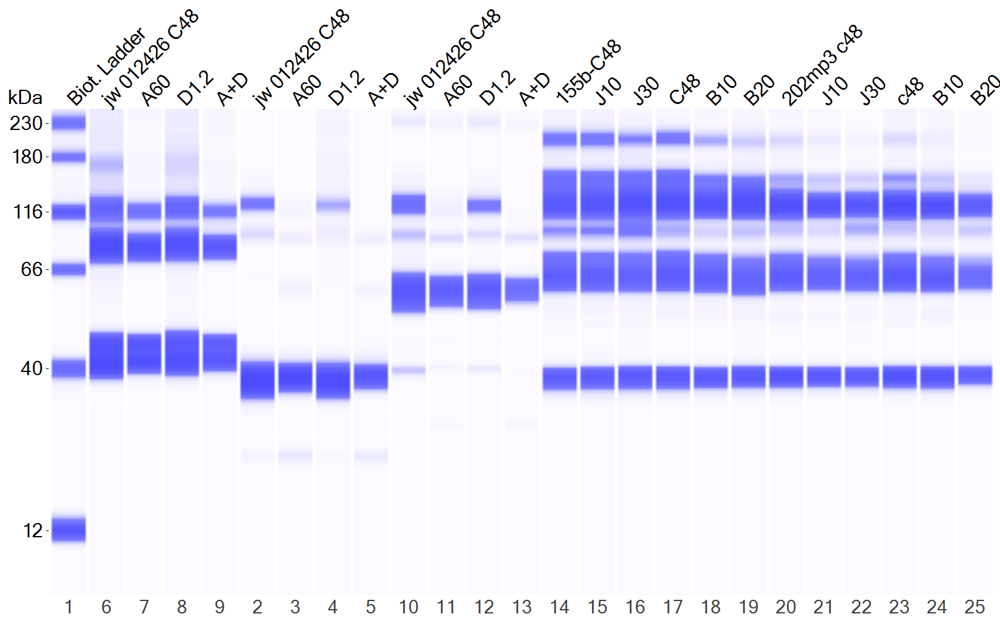 Biot. Ladder
jw 012426 C48
A60
D1.2
A+D
jw 012426 C48
A60
D1.2
A+D
jw 012426 C48
A60
D1.2
A+D
155b-C48
J10
J30
C48
B10
B20
202mp3 c48
J10
J30
c48
B10
B20
kDa
230
180
116
66
40
12
1 6 7 8 9 2 3 4 5 10 11 12 13 14 15 16 17 18 19 20 21 22 23 24 25